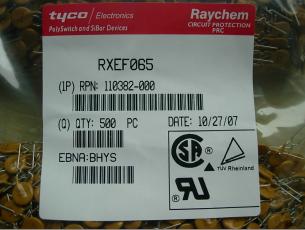 tyco / Electronics
Raychem
PolySwitch and SiBar Devices
CIRCUIT PROTECTION
PRC
RXEF065
(1P) RPN: 110382-000
(Q) QTY: 500 PC
DATE: 10/27/07
EBNA:BHYS
TUV Rheinland